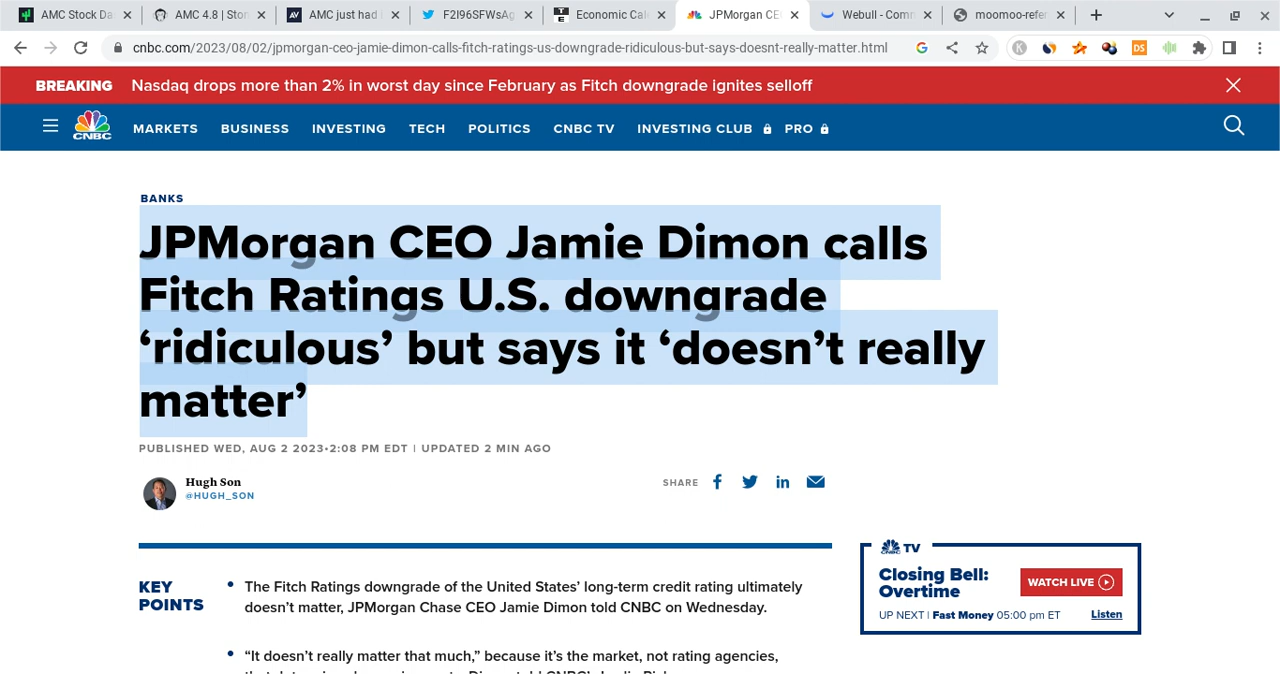 AMC Stock Da
AMC 4.8 | Ston
AMC just had i
F2I96SFWsAg
Economic Cale
JPMorgan CE
Webull - Comm
moomoo-refer
cnbc.com/2023/08/02/jpmorgan-ceo-jamie-dimon-calls-fitch-ratings-us-downgrade-ridiculous-but-says-doesnt-really-matter.html
BREAKING Nasdaq drops more than 2% in worst day since February as Fitch downgrade ignites selloff
CNBC MARKETS BUSINESS INVESTING TECH POLITICS CNBC TV INVESTING CLUB PRO
BANKS
JPMorgan CEO Jamie Dimon calls
Fitch Ratings U.S. downgrade
‘ridiculous’ but says it ‘doesn’t really
matter’
PUBLISHED WED, AUG 2 2023•2:08 PM EDT | UPDATED 2 MIN AGO
Hugh Son
@HUGH_SON
SHARE
KEY
POINTS
• The Fitch Ratings downgrade of the United States’ long-term credit rating ultimately
doesn’t matter, JPMorgan Chase CEO Jamie Dimon told CNBC on Wednesday.
• “It doesn’t really matter that much,” because it’s the market, not rating agencies,
CNBC TV
Closing Bell:
Overtime
WATCH LIVE
UP NEXT | Fast Money 05:00 pm ET
Listen